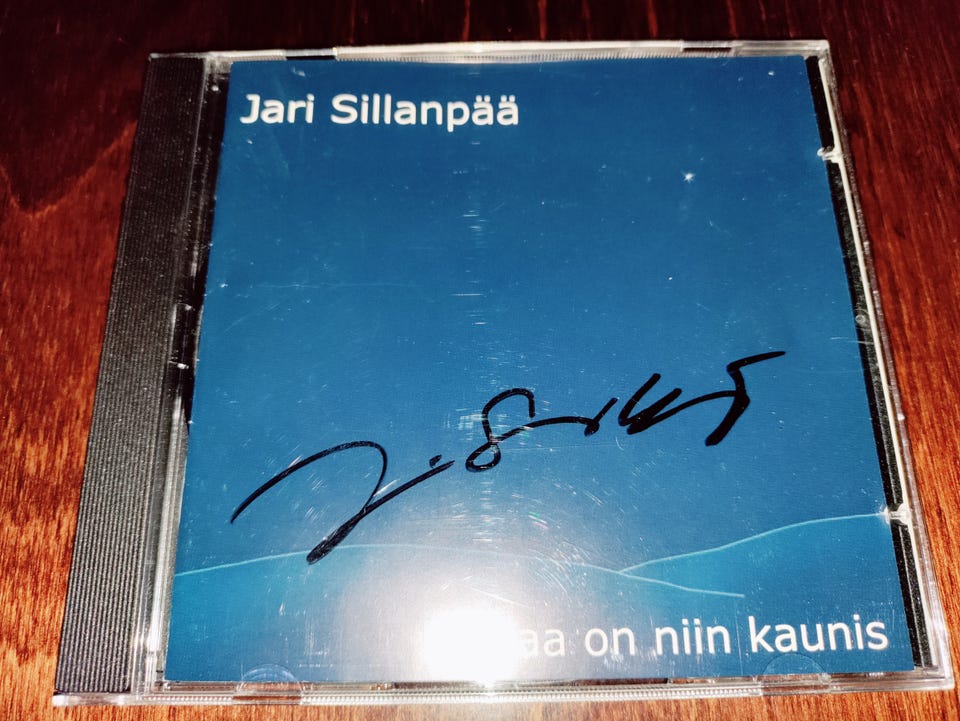 Jari Sillanpää
on niin kaunis